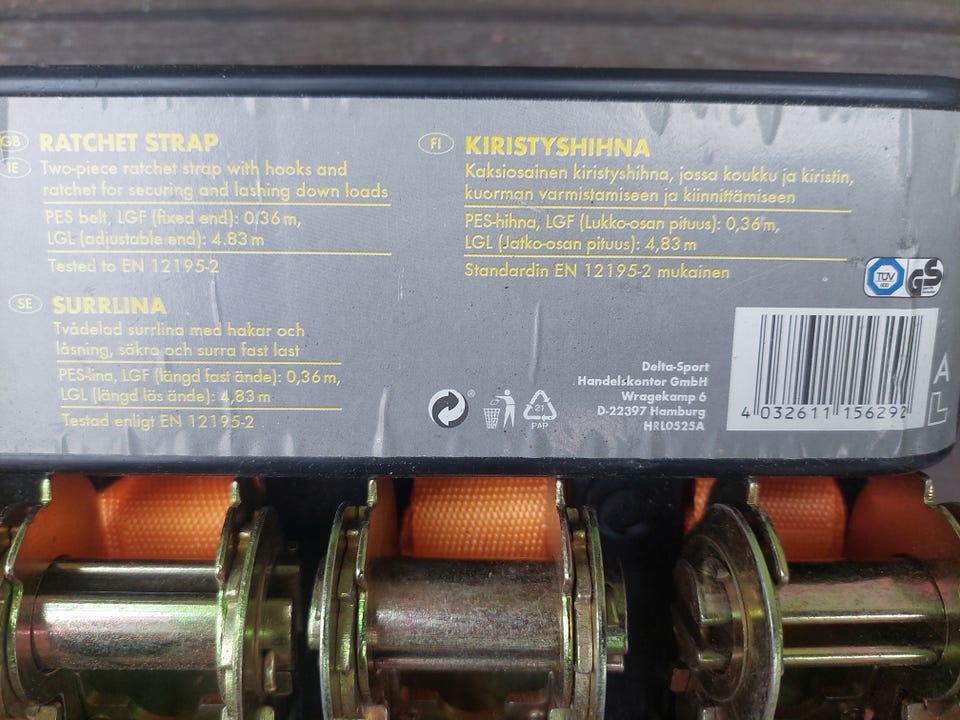 GB RATCHET STRAP
IE Two-piece ratchet strap with hooks and
ratchet for securing and lashing down loads
PES belt, LGF (fixed end): 0.36 m,
LGL (adjustable end): 4.83 m
Tested to EN 12195-2
SE SURRLINA
Tvådelad surrlina med hakar och
låsning, säkra och surra fast last
PES-lina, LGF (längd fast ände): 0,36 m,
LGL (längd lös ände): 4,83 m
Testad enligt EN 12195-2
FI KIRISTYSHIHNA
Kaksiosainen kiristyshihna, jossa koukku ja kiristin,
kuorman varmistamiseen ja kiinnittämiseen
PES-hihna, LGF (Lukko-osan pituus): 0,36 m,
LGL (Jatko-osan pituus): 4,83 m
Standardin EN 12195-2 mukainen
TÜV
GS
®
21
PAP
Delta-Sport
Handelskontor GmbH
Wragekamp 6
D-22397 Hamburg
HRL0525A
4 032611 156292
A
L